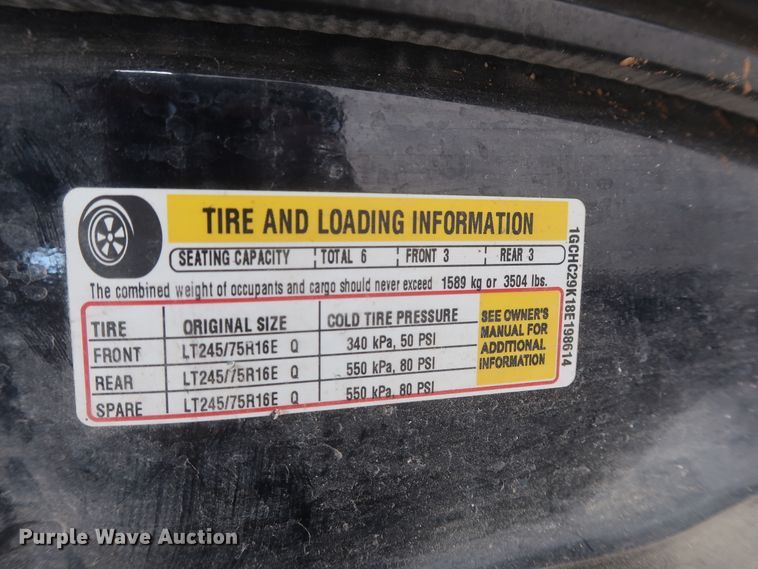 TIRE AND LOADING INFORMATION
SEATING CAPACITY TOTAL 6 FRONT 3 REAR 3
The combined weight of occupants and cargo should never exceed 1589 kg or 3504 lbs.
TIRE ORIGINAL SIZE COLD TIRE PRESSURE
FRONT LT245/75R16E Q 340 kPa, 50 PSI
REAR LT245/75R16E Q 550 kPa, 80 PSI
SPARE LT245/75R16E Q 550 kPa, 80 PSI
SEE OWNER'S
MANUAL FOR
ADDITIONAL
INFORMATION
1GCHC29K18E198614
Purple Wave Auction